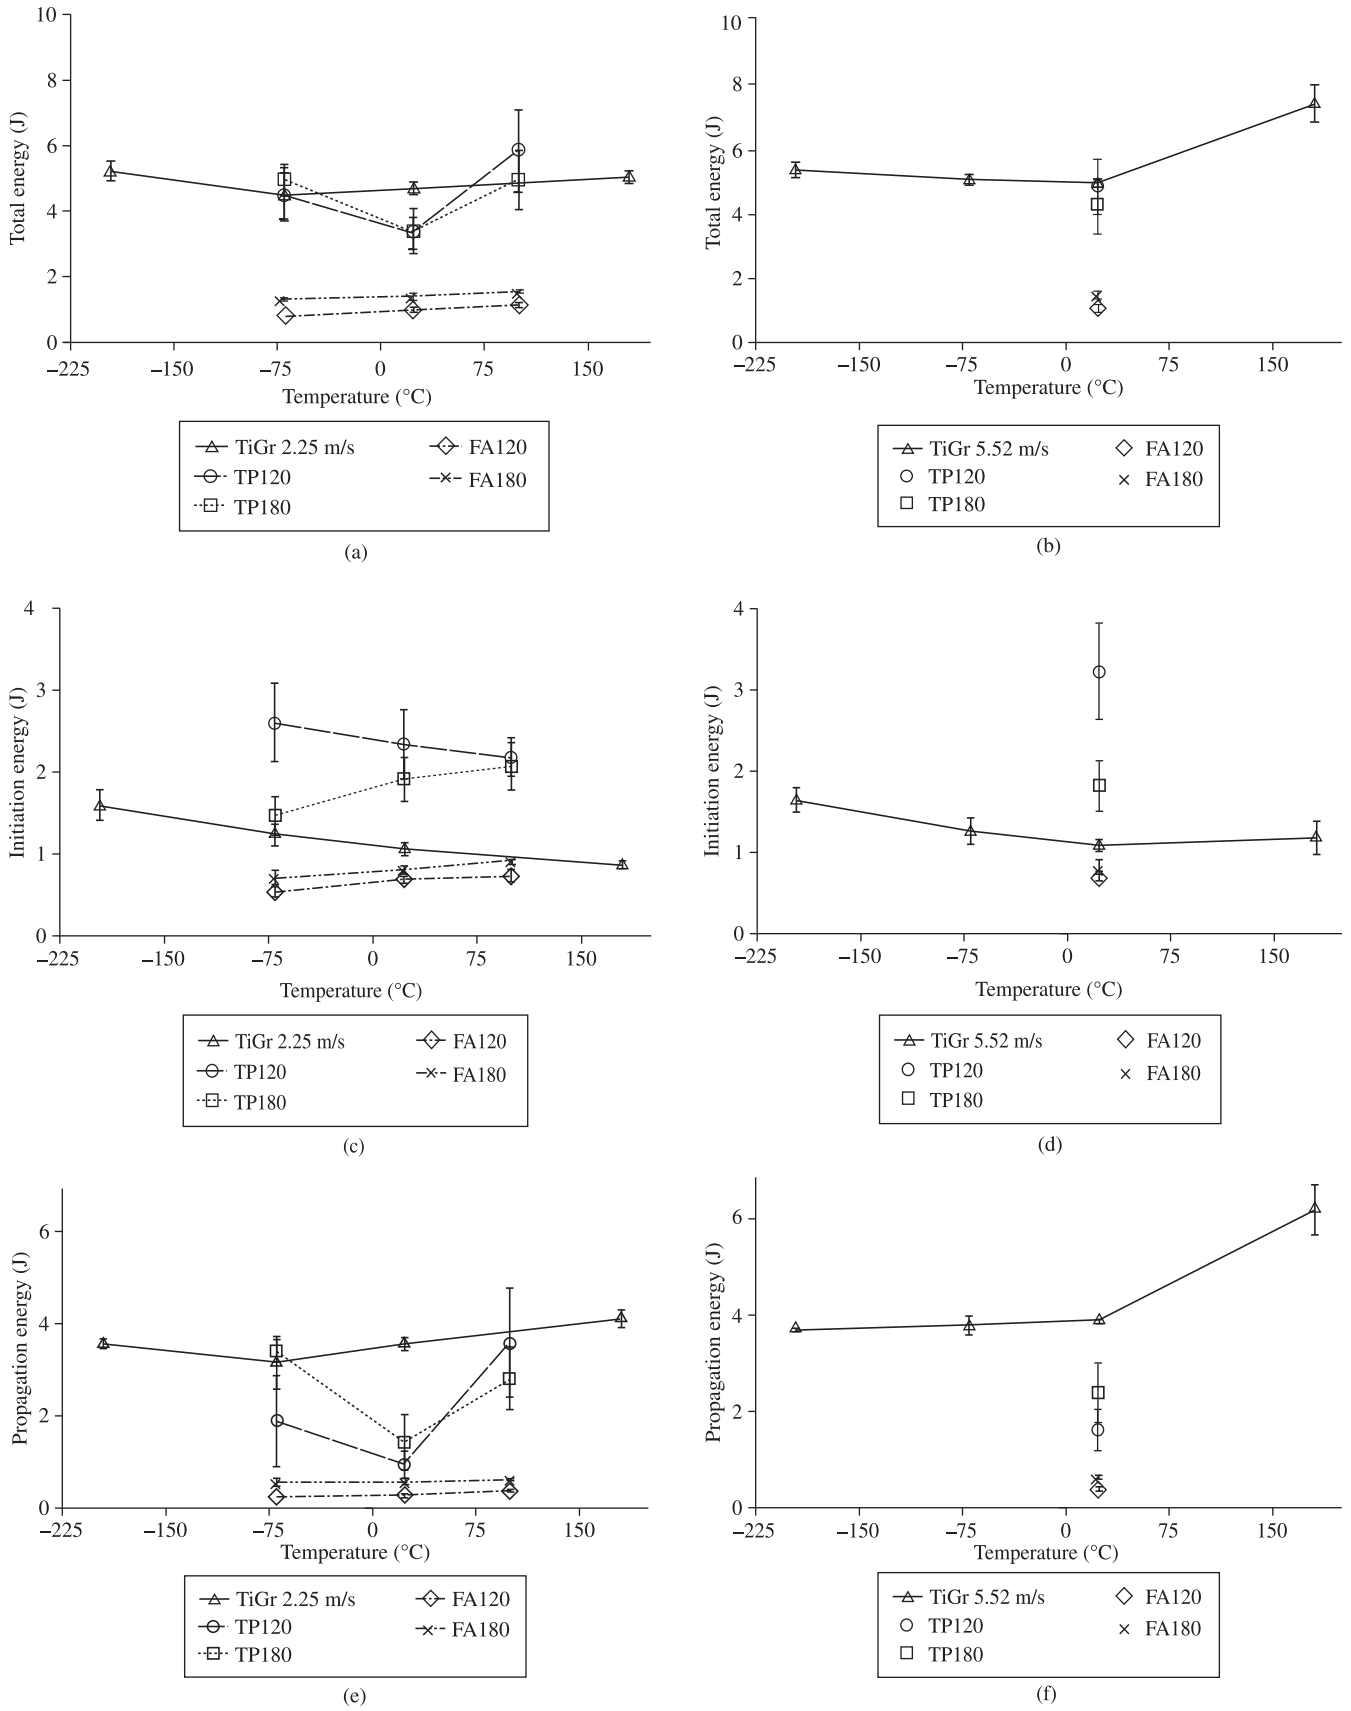 10
8
6
4
2
0
Total energy (J)
−225 −150 −75 0 75 150
Temperature (°C)
TiGr 2.25 m/s FA120
TP120 FA180
TP180
(a)
10
8
6
4
2
0
Total energy (J)
−225 −150 −75 0 75 150
Temperature (°C)
TiGr 5.52 m/s FA120
TP120 FA180
TP180
(b)
4
3
2
1
0
Initiation energy (J)
−225 −150 −75 0 75 150
Temperature (°C)
TiGr 2.25 m/s FA120
TP120 FA180
TP180
(c)
4
3
2
1
0
Initiation energy (J)
−225 −150 −75 0 75 150
Temperature (°C)
TiGr 5.52 m/s FA120
TP120 FA180
TP180
(d)
6
4
2
0
Propagation energy (J)
−225 −150 −75 0 75 150
Temperature (°C)
TiGr 2.25 m/s FA120
TP120 FA180
TP180
(e)
6
4
2
0
Propagation energy (J)
−225 −150 −75 0 75 150
Temperature (°C)
TiGr 5.52 m/s FA120
TP120 FA180
TP180
(f)